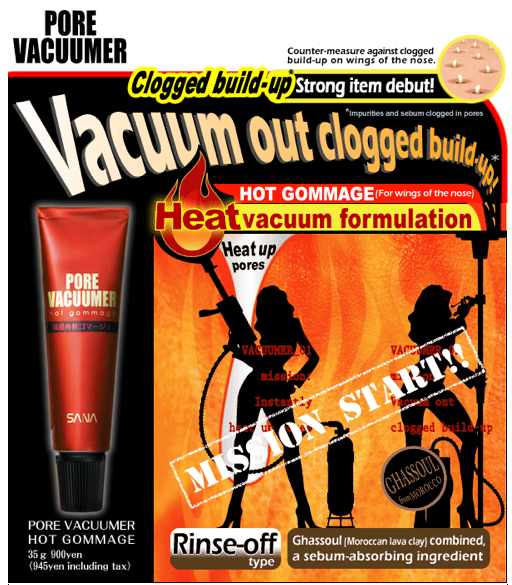 PORE
VACUUMER
Counter-measure against clogged
build-up on wings of the nose.
Clogged build-up* Strong item debut!
*Impurities and sebum clogged in pores
Vacuum out clogged build-up!*
HOT GOMMAGE (For wings of the nose)
Heat vacuum formulation
Heat up
pores
PORE
VACUUMER
Hot gommage
SANA
VACUUMER 01
mission:
Instantly
heat up
VACUUMER
vacuum out
clogged build-up
MISSION START!!
GHASSOUL
from MOROCCO
PORE VACUUMER
HOT GOMMAGE
35g 900yen
(945yen including tax)
Rinse-off
type
Ghassoul (Moroccan lava clay) combined,
a sebum-absorbing ingredient